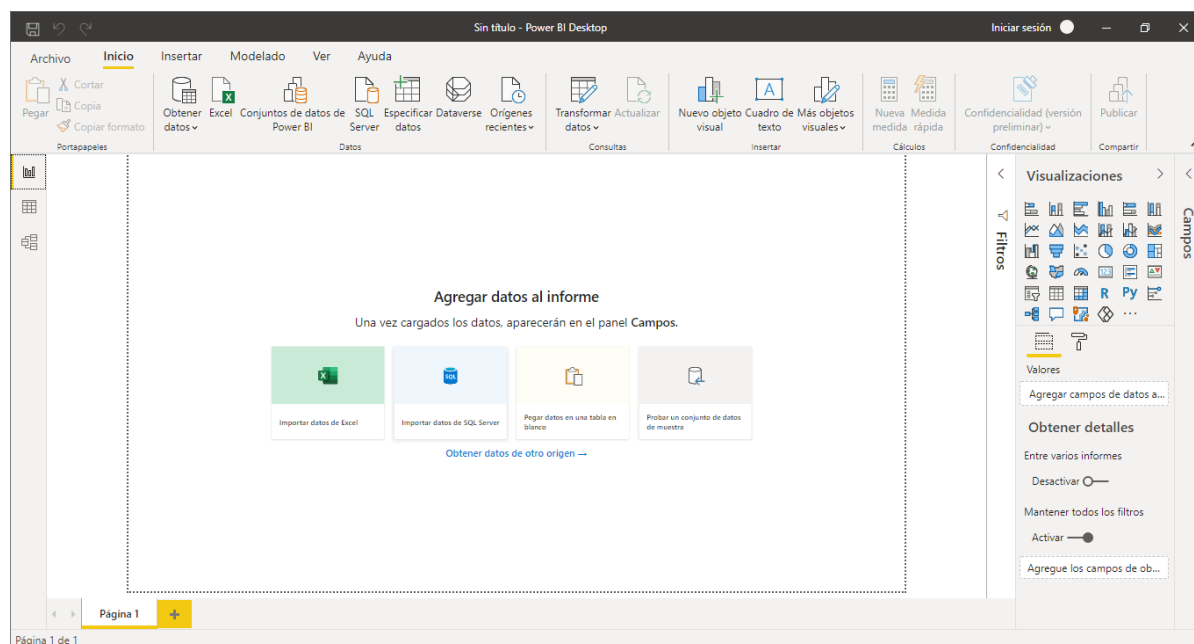 Sin título - Power BI Desktop
Iniciar sesión
Archivo Inicio Insertar Modelado Ver Ayuda
Pegar
Cortar
Copia
Copiar formato
Portapapeles
Obtener datos
Excel
Conjuntos de datos de Power BI
SQL Server
Especificar datos
Dataverse
Orígenes recientes
Datos
Transformar datos
Actualizar
Consultas
Nuevo objeto visual
Cuadro de texto
Más objetos visuales
Insertar
Nueva medida
Medida rápida
Cálculos
Confidencialidad (versión preliminar)
Confidencialidad
Publicar
Compartir
Agregar datos al informe
Una vez cargados los datos, aparecerán en el panel Campos.
Importar datos de Excel
SQL
Importar datos de SQL Server
Pegar datos en una tabla en
blanco
Probar un conjunto de datos
de muestra
Obtener datos de otro origen →
Filtros
Visualizaciones
123
R Py
Valores
Agregar campos de datos a...
Obtener detalles
Entre varios informes
Desactivar
Mantener todos los filtros
Activar
Agregue los campos de ob...
Campos
Página 1
Página 1 de 1